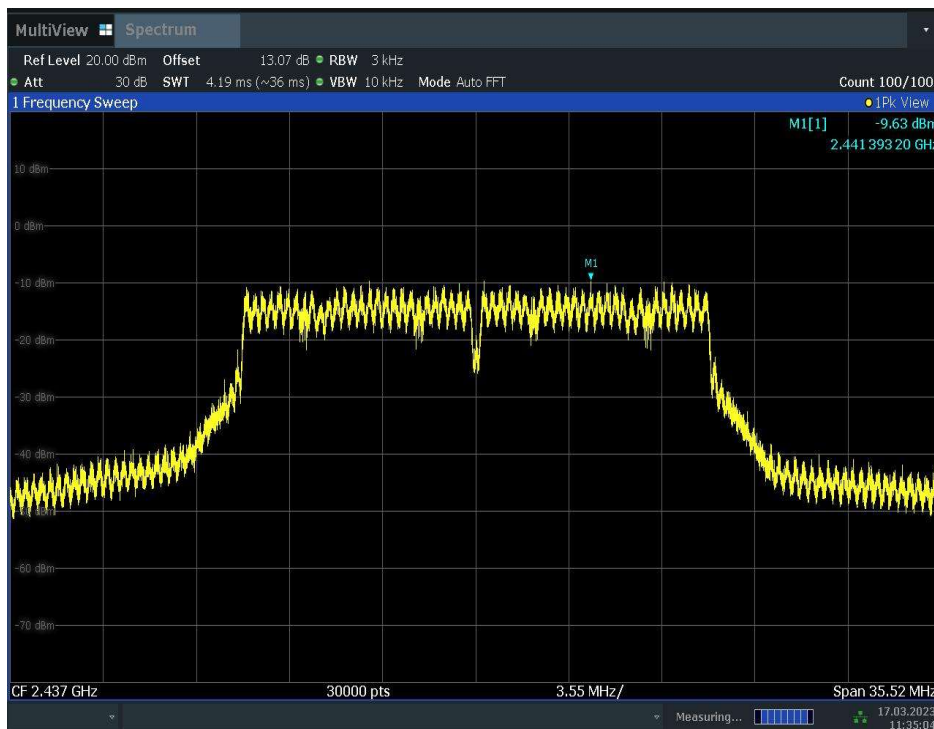 MultiView Spectrum
Ref Level 20.00 dBm Offset 13.07 dB RBW 3 kHz
Att 30 dB SWT 4.19 ms (~36 ms) VBW 10 kHz Mode Auto FFT Count 100/100
1 Frequency Sweep 1Pk View
M1[1] -9.63 dBm
2.441 393 20 GHz
10 dBm
0 dBm
M1
-10 dBm
-20 dBm
-30 dBm
-40 dBm
-50 dBm
-60 dBm
-70 dBm
CF 2.437 GHz 30000 pts 3.55 MHz/ Span 35.52 MHz
Measuring... 17.03.2023
11:35:04